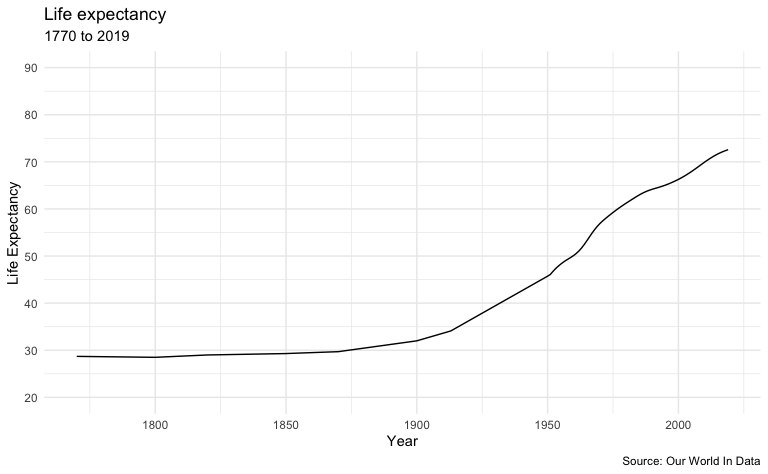 Life expectancy
1770 to 2019
90
80
70
60
50
40
30
20
Life Expectancy
1800 1850 1900 1950 2000
Year
Source: Our World In Data